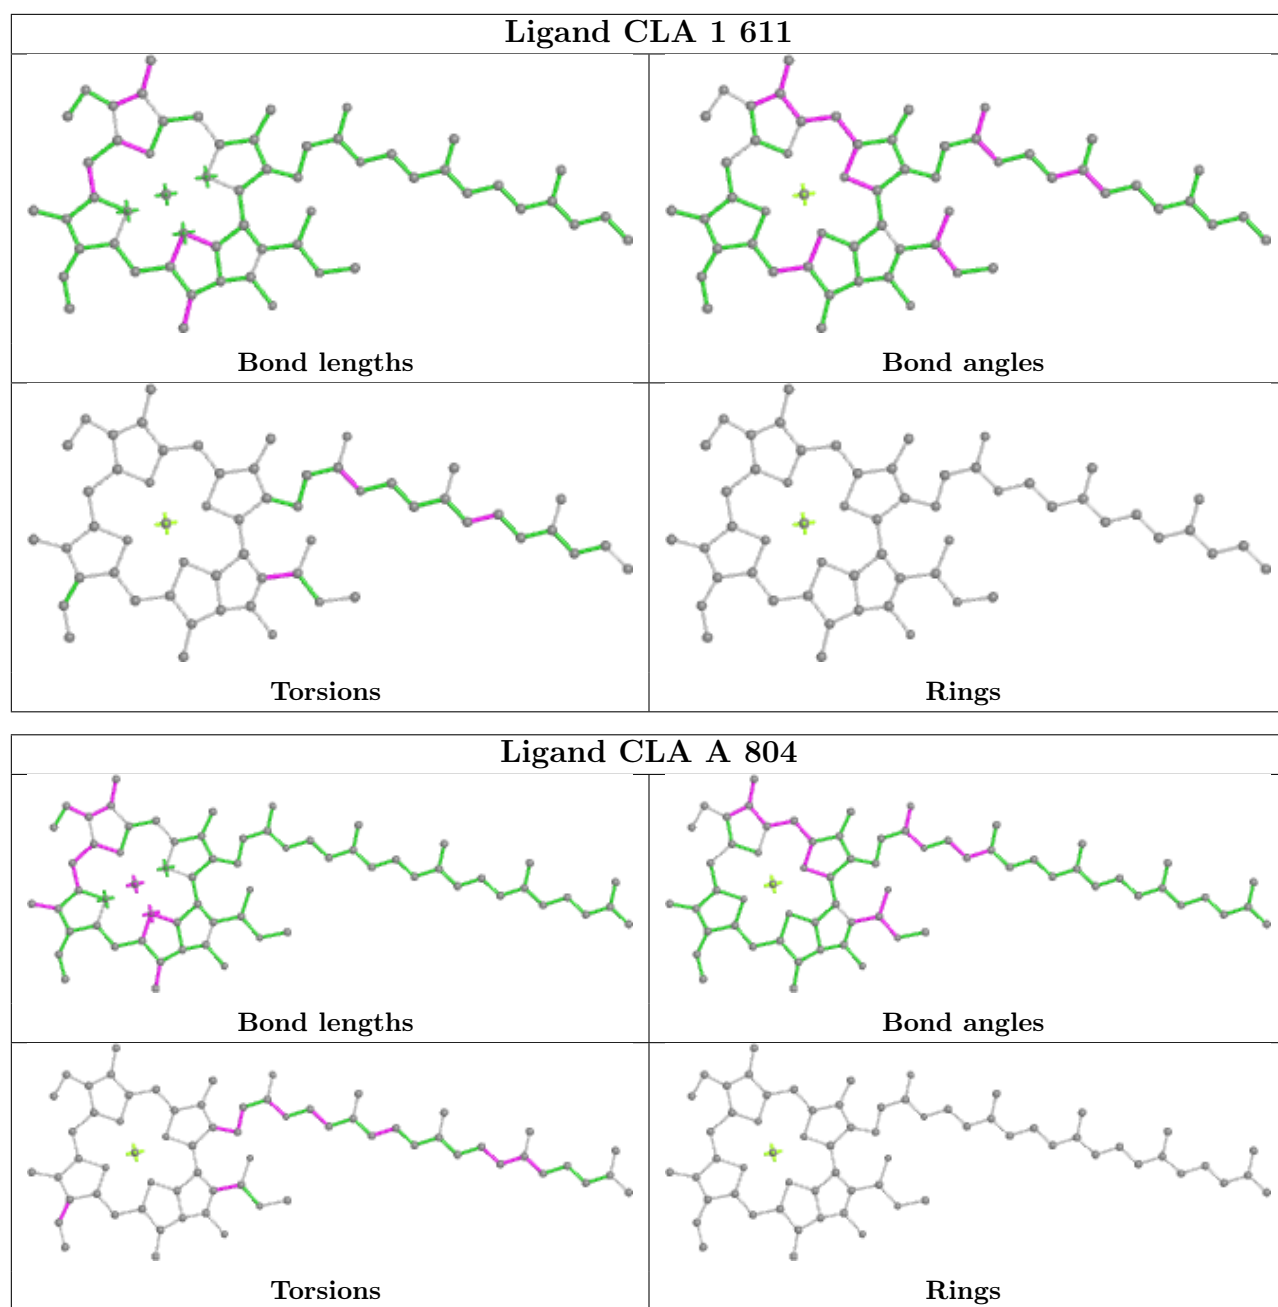 Ligand CLA 1 611
Bond lengths
Bond angles
Torsions
Rings
Ligand CLA A 804
Bond lengths
Bond angles
Torsions
Rings